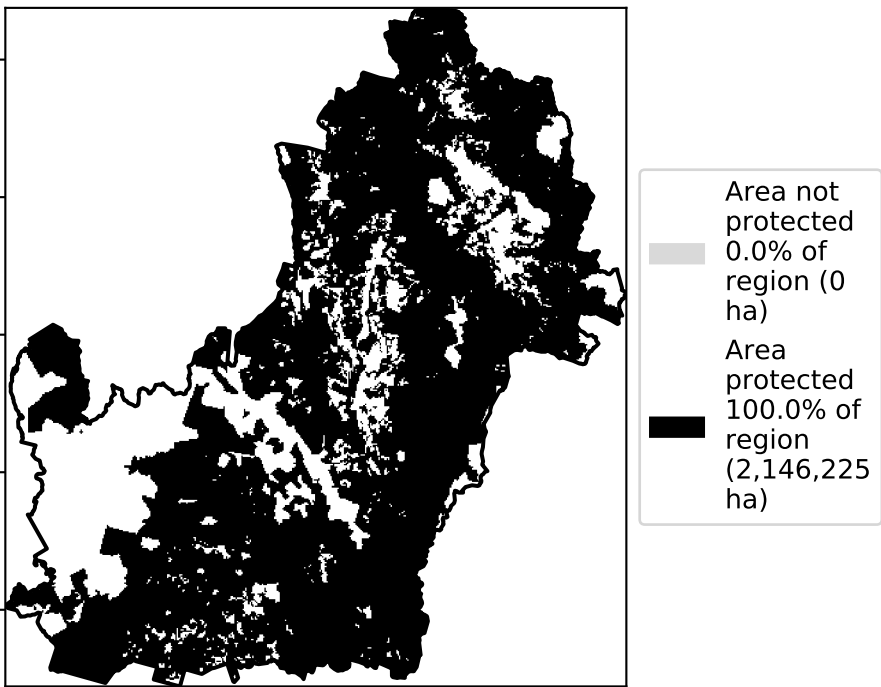 Area not
protected
0.0% of
region (0
ha)
Area
protected
100.0% of
region
(2,146,225
ha)